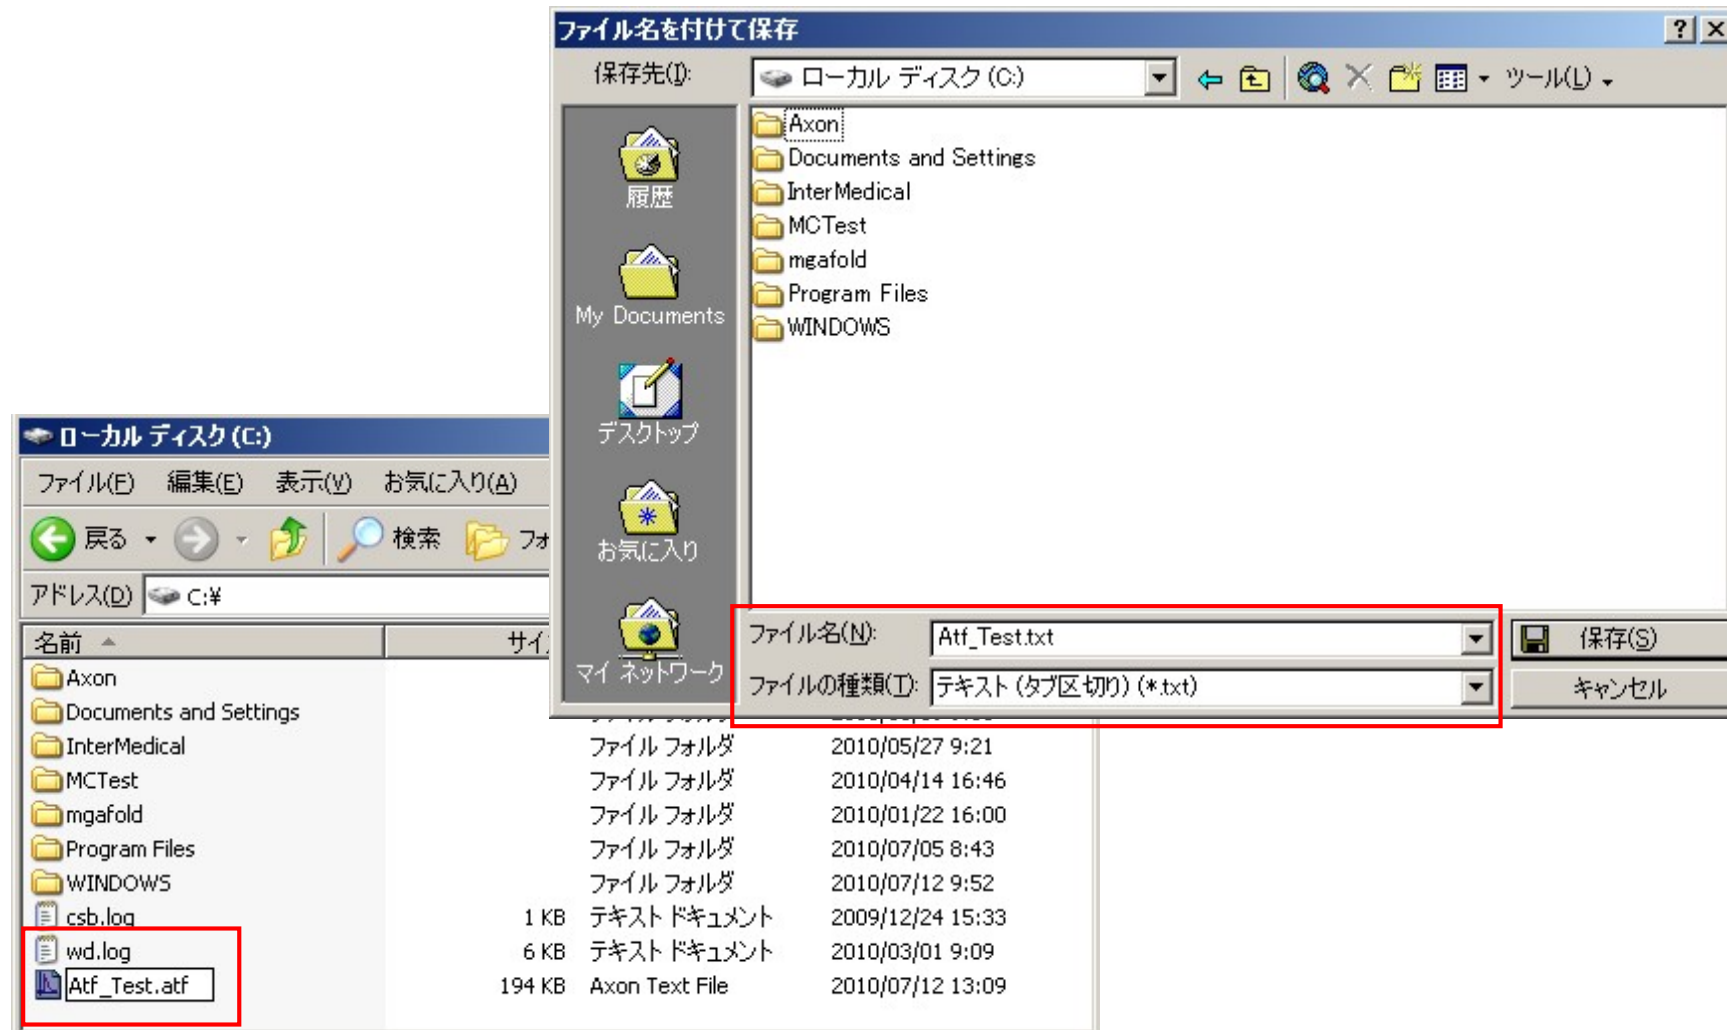 ファイル名を付けて保存
保存先(I):
ローカル ディスク (C:)
ツール(L)
履歴
My Documents
デスクトップ
お気に入り
マイ ネットワーク
Axon
Documents and Settings
InterMedical
MCTest
mgafold
Program Files
WINDOWS
ファイル名(N):
Atf_Test.txt
保存(S)
ファイルの種類(T):
テキスト (タブ区切り) (*.txt)
キャンセル
ローカル ディスク (C:)
ファイル(F) 編集(E) 表示(V) お気に入り(A)
戻る 検索 フォ
アドレス(D) C:¥
名前 サイ
Axon
Documents and Settings
InterMedical ファイル フォルダ 2010/05/27 9:21
MCTest ファイル フォルダ 2010/04/14 16:46
mgafold ファイル フォルダ 2010/01/22 16:00
Program Files ファイル フォルダ 2010/07/05 8:43
WINDOWS ファイル フォルダ 2010/07/12 9:52
csb.log 1 KB テキスト ドキュメント 2009/12/24 15:33
wd.log 6 KB テキスト ドキュメント 2010/03/01 9:09
Atf_Test.atf 194 KB Axon Text File 2010/07/12 13:09